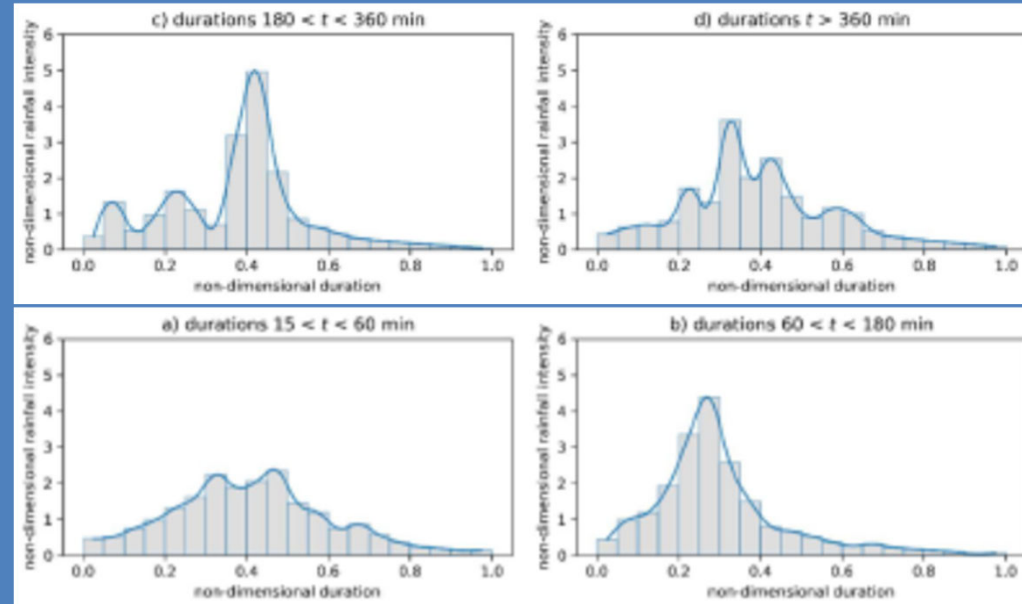 c) durations 180 < t < 360 min
non-dimensional rainfall intensity
6
5
4
3
2
1
0
0.0 0.2 0.4 0.6 0.8 1.0
non-dimensional duration
d) durations t > 360 min
non-dimensional rainfall intensity
6
5
4
3
2
1
0
0.0 0.2 0.4 0.6 0.8 1.0
non-dimensional duration
a) durations 15 < t < 60 min
non-dimensional rainfall intensity
6
5
4
3
2
1
0
0.0 0.2 0.4 0.6 0.8 1.0
non-dimensional duration
b) durations 60 < t < 180 min
non-dimensional rainfall intensity
6
5
4
3
2
1
0
0.0 0.2 0.4 0.6 0.8 1.0
non-dimensional duration